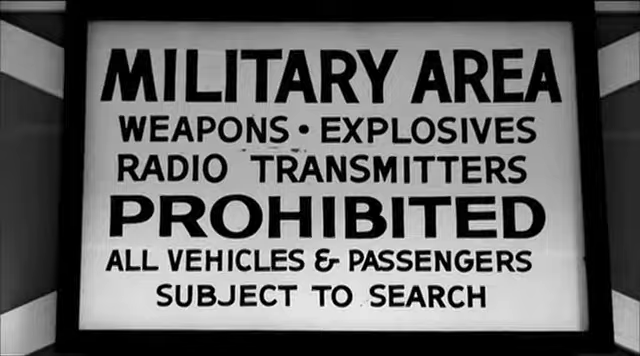 MILITARY AREA
WEAPONS • EXPLOSIVES
RADIO TRANSMITTERS
PROHIBITED
ALL VEHICLES & PASSENGERS
SUBJECT TO SEARCH